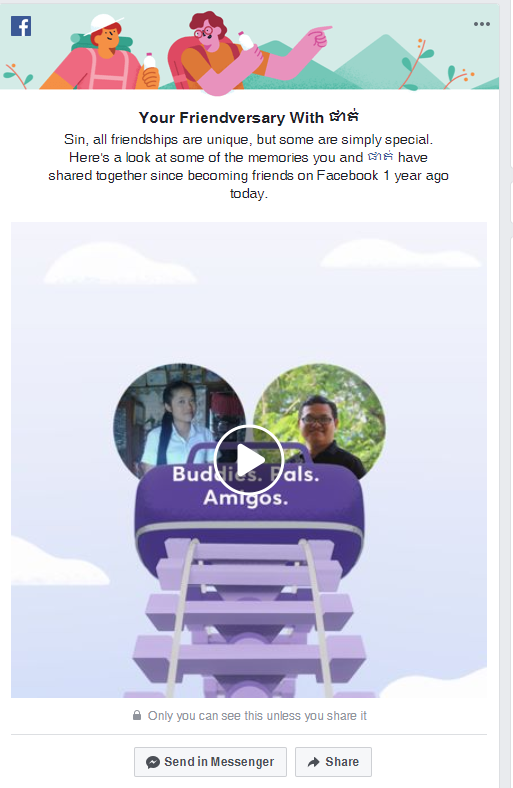 Your Friendversary With ផាត់
Sin, all friendships are unique, but some are simply special.
Here's a look at some of the memories you and ផាត់ have
shared together since becoming friends on Facebook 1 year ago
today.
Buddies. Pals.
Amigos.
Only you can see this unless you share it
Send in Messenger
Share